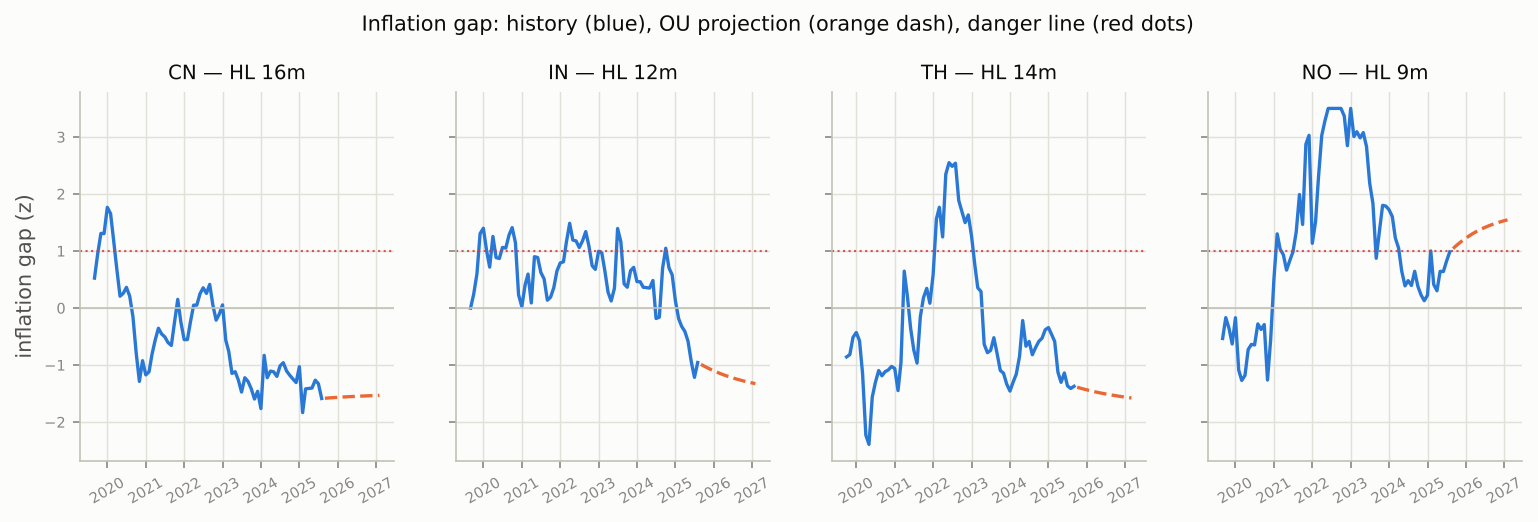 Inflation gap: history (blue), OU projection (orange dash), danger line (red dots)
CN — HL 16m
IN — HL 12m
TH — HL 14m
NO — HL 9m
inflation gap (z)
3
2
1
0
−1
−2
2020 2021 2022 2023 2024 2025 2026 2027
2020 2021 2022 2023 2024 2025 2026 2027
2020 2021 2022 2023 2024 2025 2026 2027
2020 2021 2022 2023 2024 2025 2026 2027